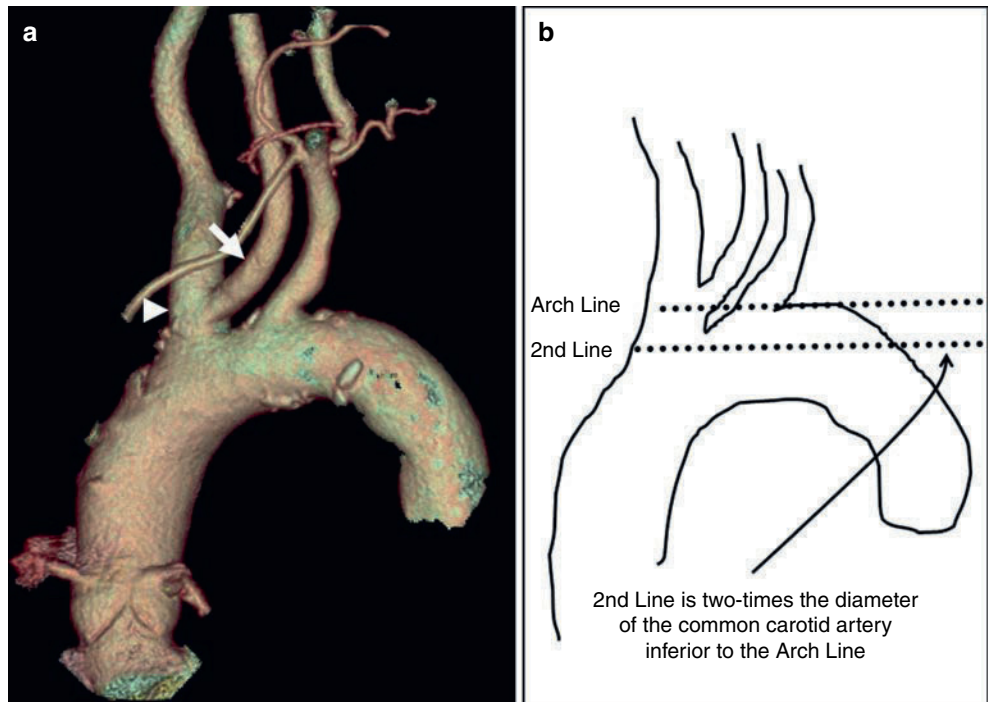 a
b
Arch Line
2nd Line
2nd Line is two-times the diameter
of the common carotid artery
inferior to the Arch Line